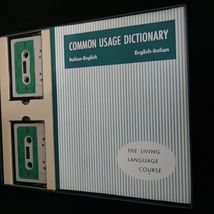 COMMON USAGE DICTIONARY
Italian-English
English-Italian
THE LIVING
LANGUAGE
COURSE